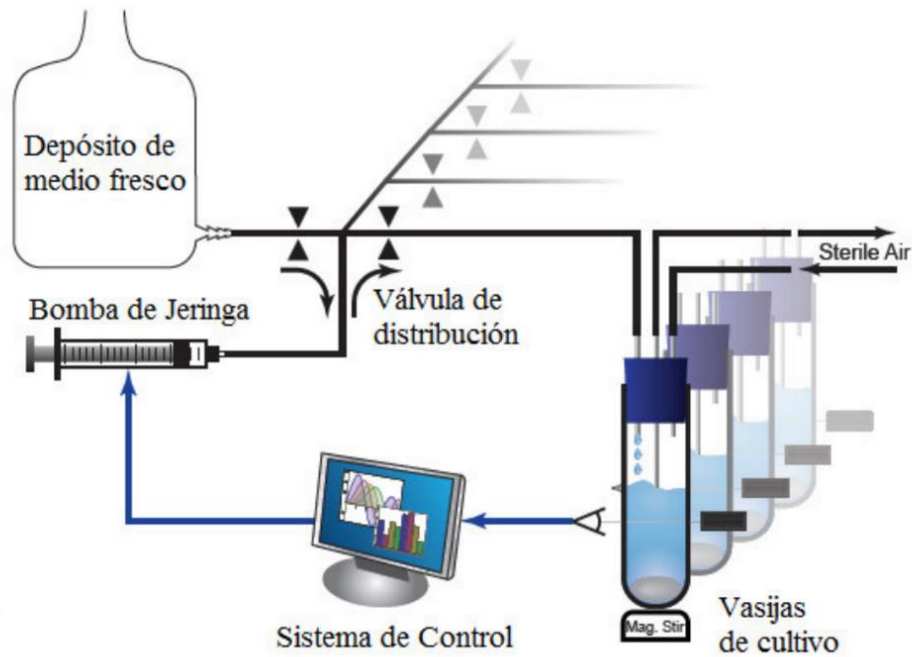 Depósito de
medio fresco
Sterile Air
Bomba de Jeringa
Válvula de
distribución
Mag. Stir
Vasijas
de cultivo
Sistema de Control